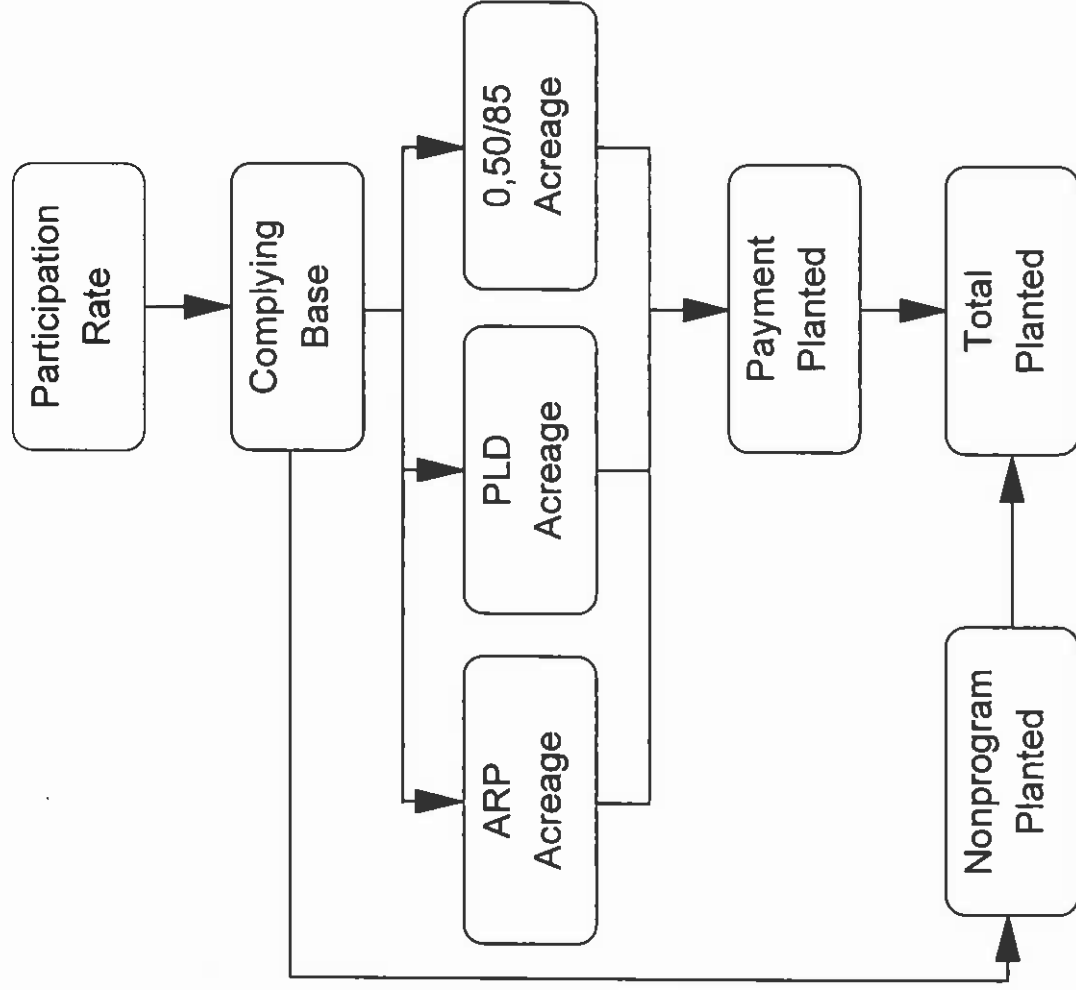 Participation
Rate
Complying
Base
ARP
Acreage
PLD
Acreage
0,50/85
Acreage
Payment
Planted
Nonprogram
Planted
Total
Planted